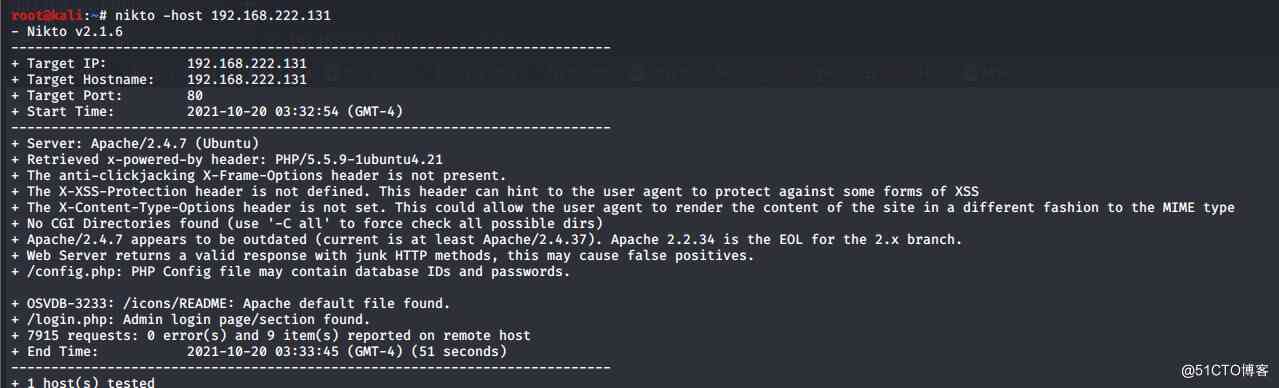 root@kali:~# nikto -host 192.168.222.131
- Nikto v2.1.6
---------------------------------------------------------------------------
+ Target IP:          192.168.222.131
+ Target Hostname:    192.168.222.131
+ Target Port:        80
+ Start Time:         2021-10-20 03:32:54 (GMT-4)
---------------------------------------------------------------------------
+ Server: Apache/2.4.7 (Ubuntu)
+ Retrieved x-powered-by header: PHP/5.5.9-1ubuntu4.21
+ The anti-clickjacking X-Frame-Options header is not present.
+ The X-XSS-Protection header is not defined. This header can hint to the user agent to protect against some forms of XSS
+ The X-Content-Type-Options header is not set. This could allow the user agent to render the content of the site in a different fashion to the MIME type
+ No CGI Directories found (use '-C all' to force check all possible dirs)
+ Apache/2.4.7 appears to be outdated (current is at least Apache/2.4.37). Apache 2.2.34 is the EOL for the 2.x branch.
+ Web Server returns a valid response with junk HTTP methods, this may cause false positives.
+ /config.php: PHP Config file may contain database IDs and passwords.
+ OSVDB-3233: /icons/README: Apache default file found.
+ /login.php: Admin login page/section found.
+ 7915 requests: 0 error(s) and 9 item(s) reported on remote host
+ End Time:           2021-10-20 03:33:45 (GMT-4) (51 seconds)
---------------------------------------------------------------------------
+ 1 host(s) tested
@51CTO博客